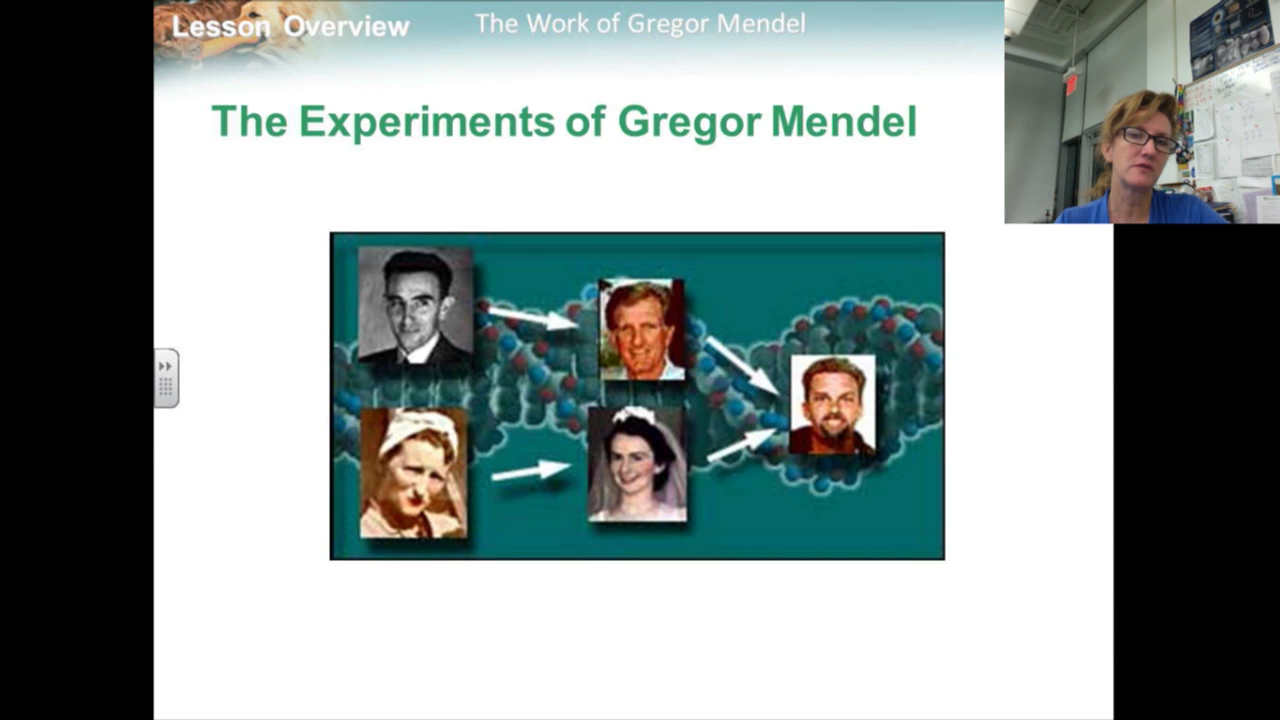 Lesson Overview
The Work of Gregor Mendel
The Experiments of Gregor Mendel